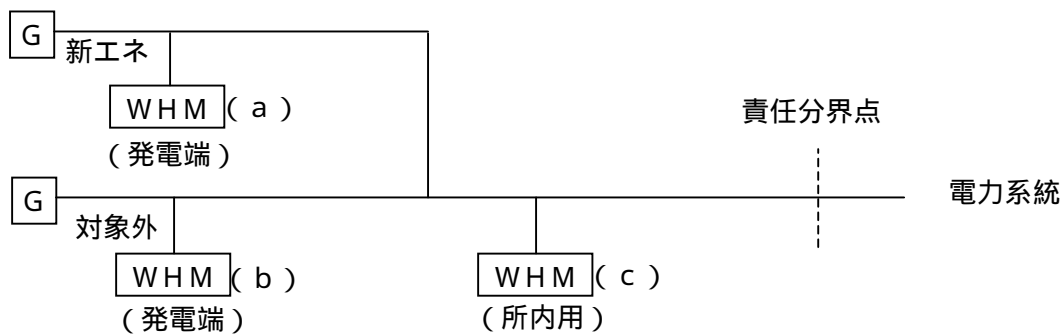 G
新エネ
WHM(a)
(発電端)
責任分界点
G
対象外
電力系統
WHM(b)
(発電端)
WHM(c)
(所内用)